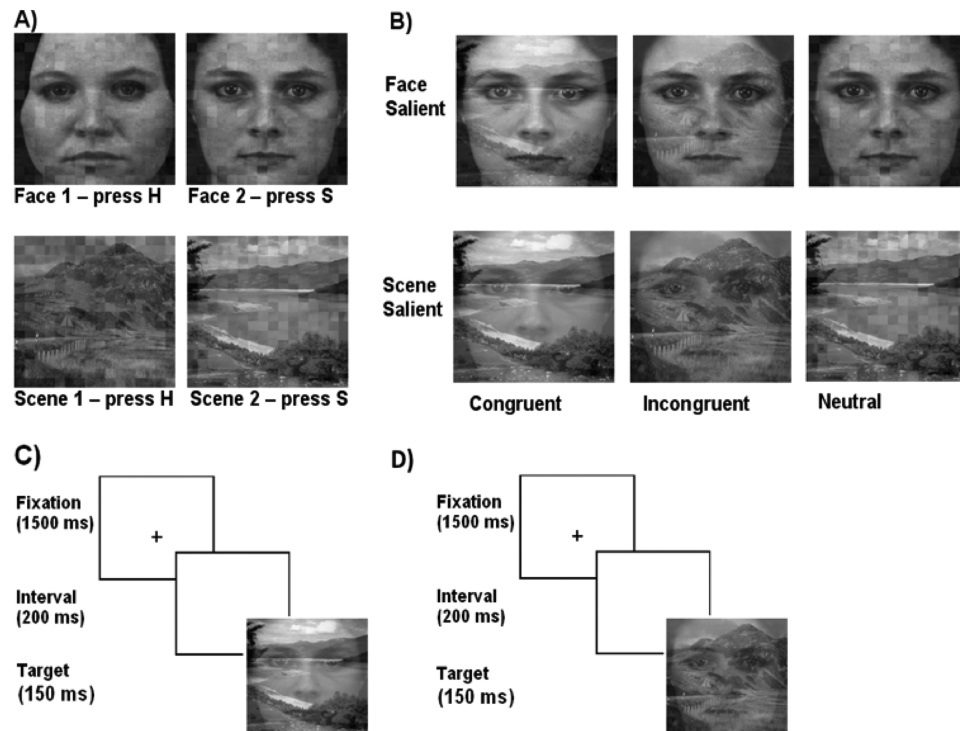 A)
Face 1 – press H
Face 2 – press S
Scene 1 – press H
Scene 2 – press S
B)
Face
Salient
Scene
Salient
Congruent
Incongruent
Neutral
C)
Fixation
(1500 ms)
+
Interval
(200 ms)
Target
(150 ms)
D)
Fixation
(1500 ms)
+
Interval
(200 ms)
Target
(150 ms)